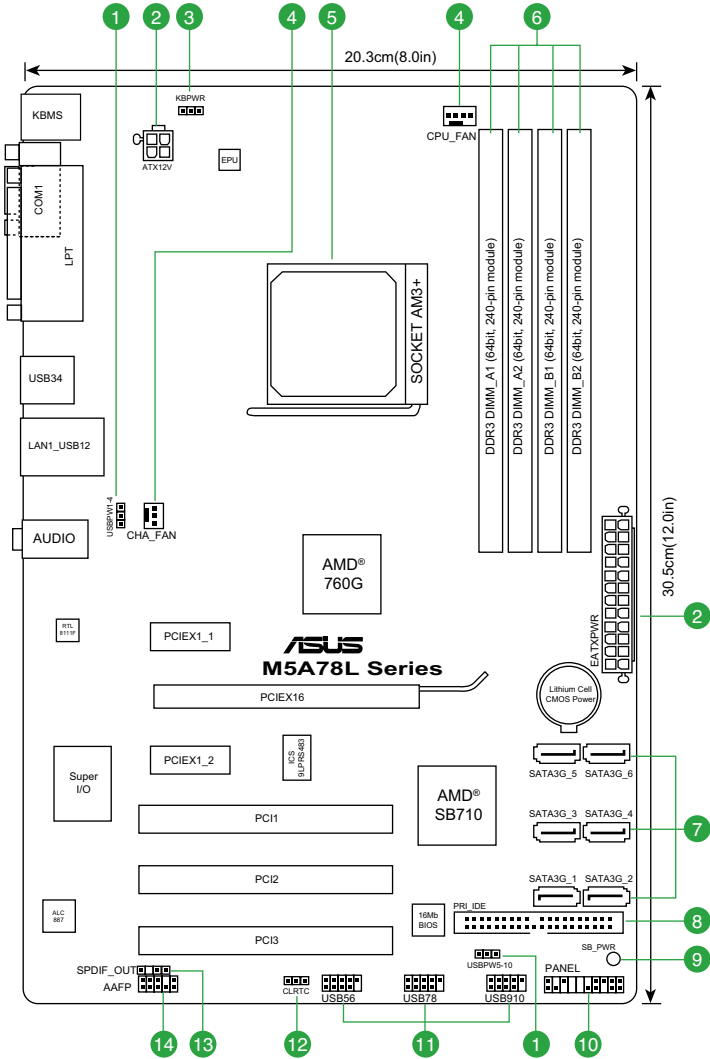 1
2
3
4
5
4
6
20.3cm(8.0in)
KBPWR
KBMS
ATX12V
EPU
CPU_FAN
COM1
LPT
SOCKET AM3+
DDR3 DIMM_A1 (64bit, 240-pin module)
DDR3 DIMM_A2 (64bit, 240-pin module)
DDR3 DIMM_B1 (64bit, 240-pin module)
DDR3 DIMM_B2 (64bit, 240-pin module)
USB34
LAN1_USB12
USBPW1-4
CHA_FAN
AUDIO
30.5cm(12.0in)
EATXPWR
2
AMD®
760G
RTL
8111F
PCIEX1_1
ASUS
M5A78L Series
PCIEX16
Lithium Cell
CMOS Power
PCIEX1_2
ICS
9LPRS483
Super
I/O
AMD®
SB710
SATA3G_5
SATA3G_6
SATA3G_3
SATA3G_4
7
PCI1
PCI2
SATA3G_1
SATA3G_2
ALC
887
16Mb
BIOS
PRI_IDE
8
PCI3
SB_PWR
9
USBPW5-10
SPDIF_OUT
AAFP
CLRTC
USB56
USB78
USB910
PANEL
14
13
12
11
1
10